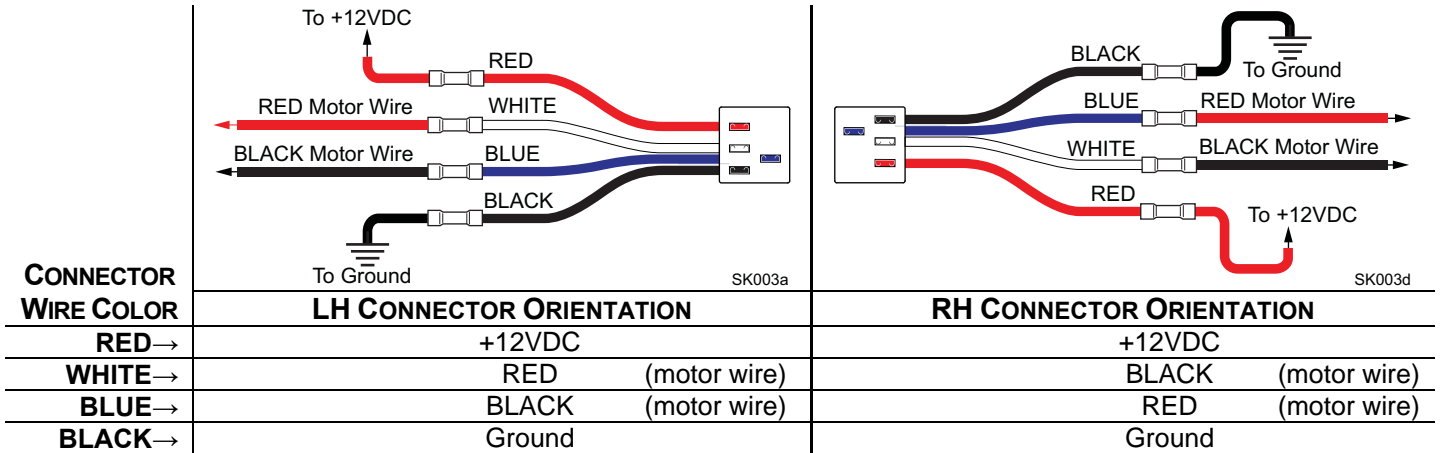 To +12VDC
RED
RED Motor Wire
WHITE
BLACK Motor Wire
BLUE
BLACK
To Ground
SK003a
BLACK
To Ground
BLUE
RED Motor Wire
WHITE
BLACK Motor Wire
RED
To +12VDC
SK003d
CONNECTOR
WIRE COLOR LH CONNECTOR ORIENTATION RH CONNECTOR ORIENTATION
RED→ +12VDC +12VDC
WHITE→ RED (motor wire) BLACK (motor wire)
BLUE→ BLACK (motor wire) RED (motor wire)
BLACK→ Ground Ground